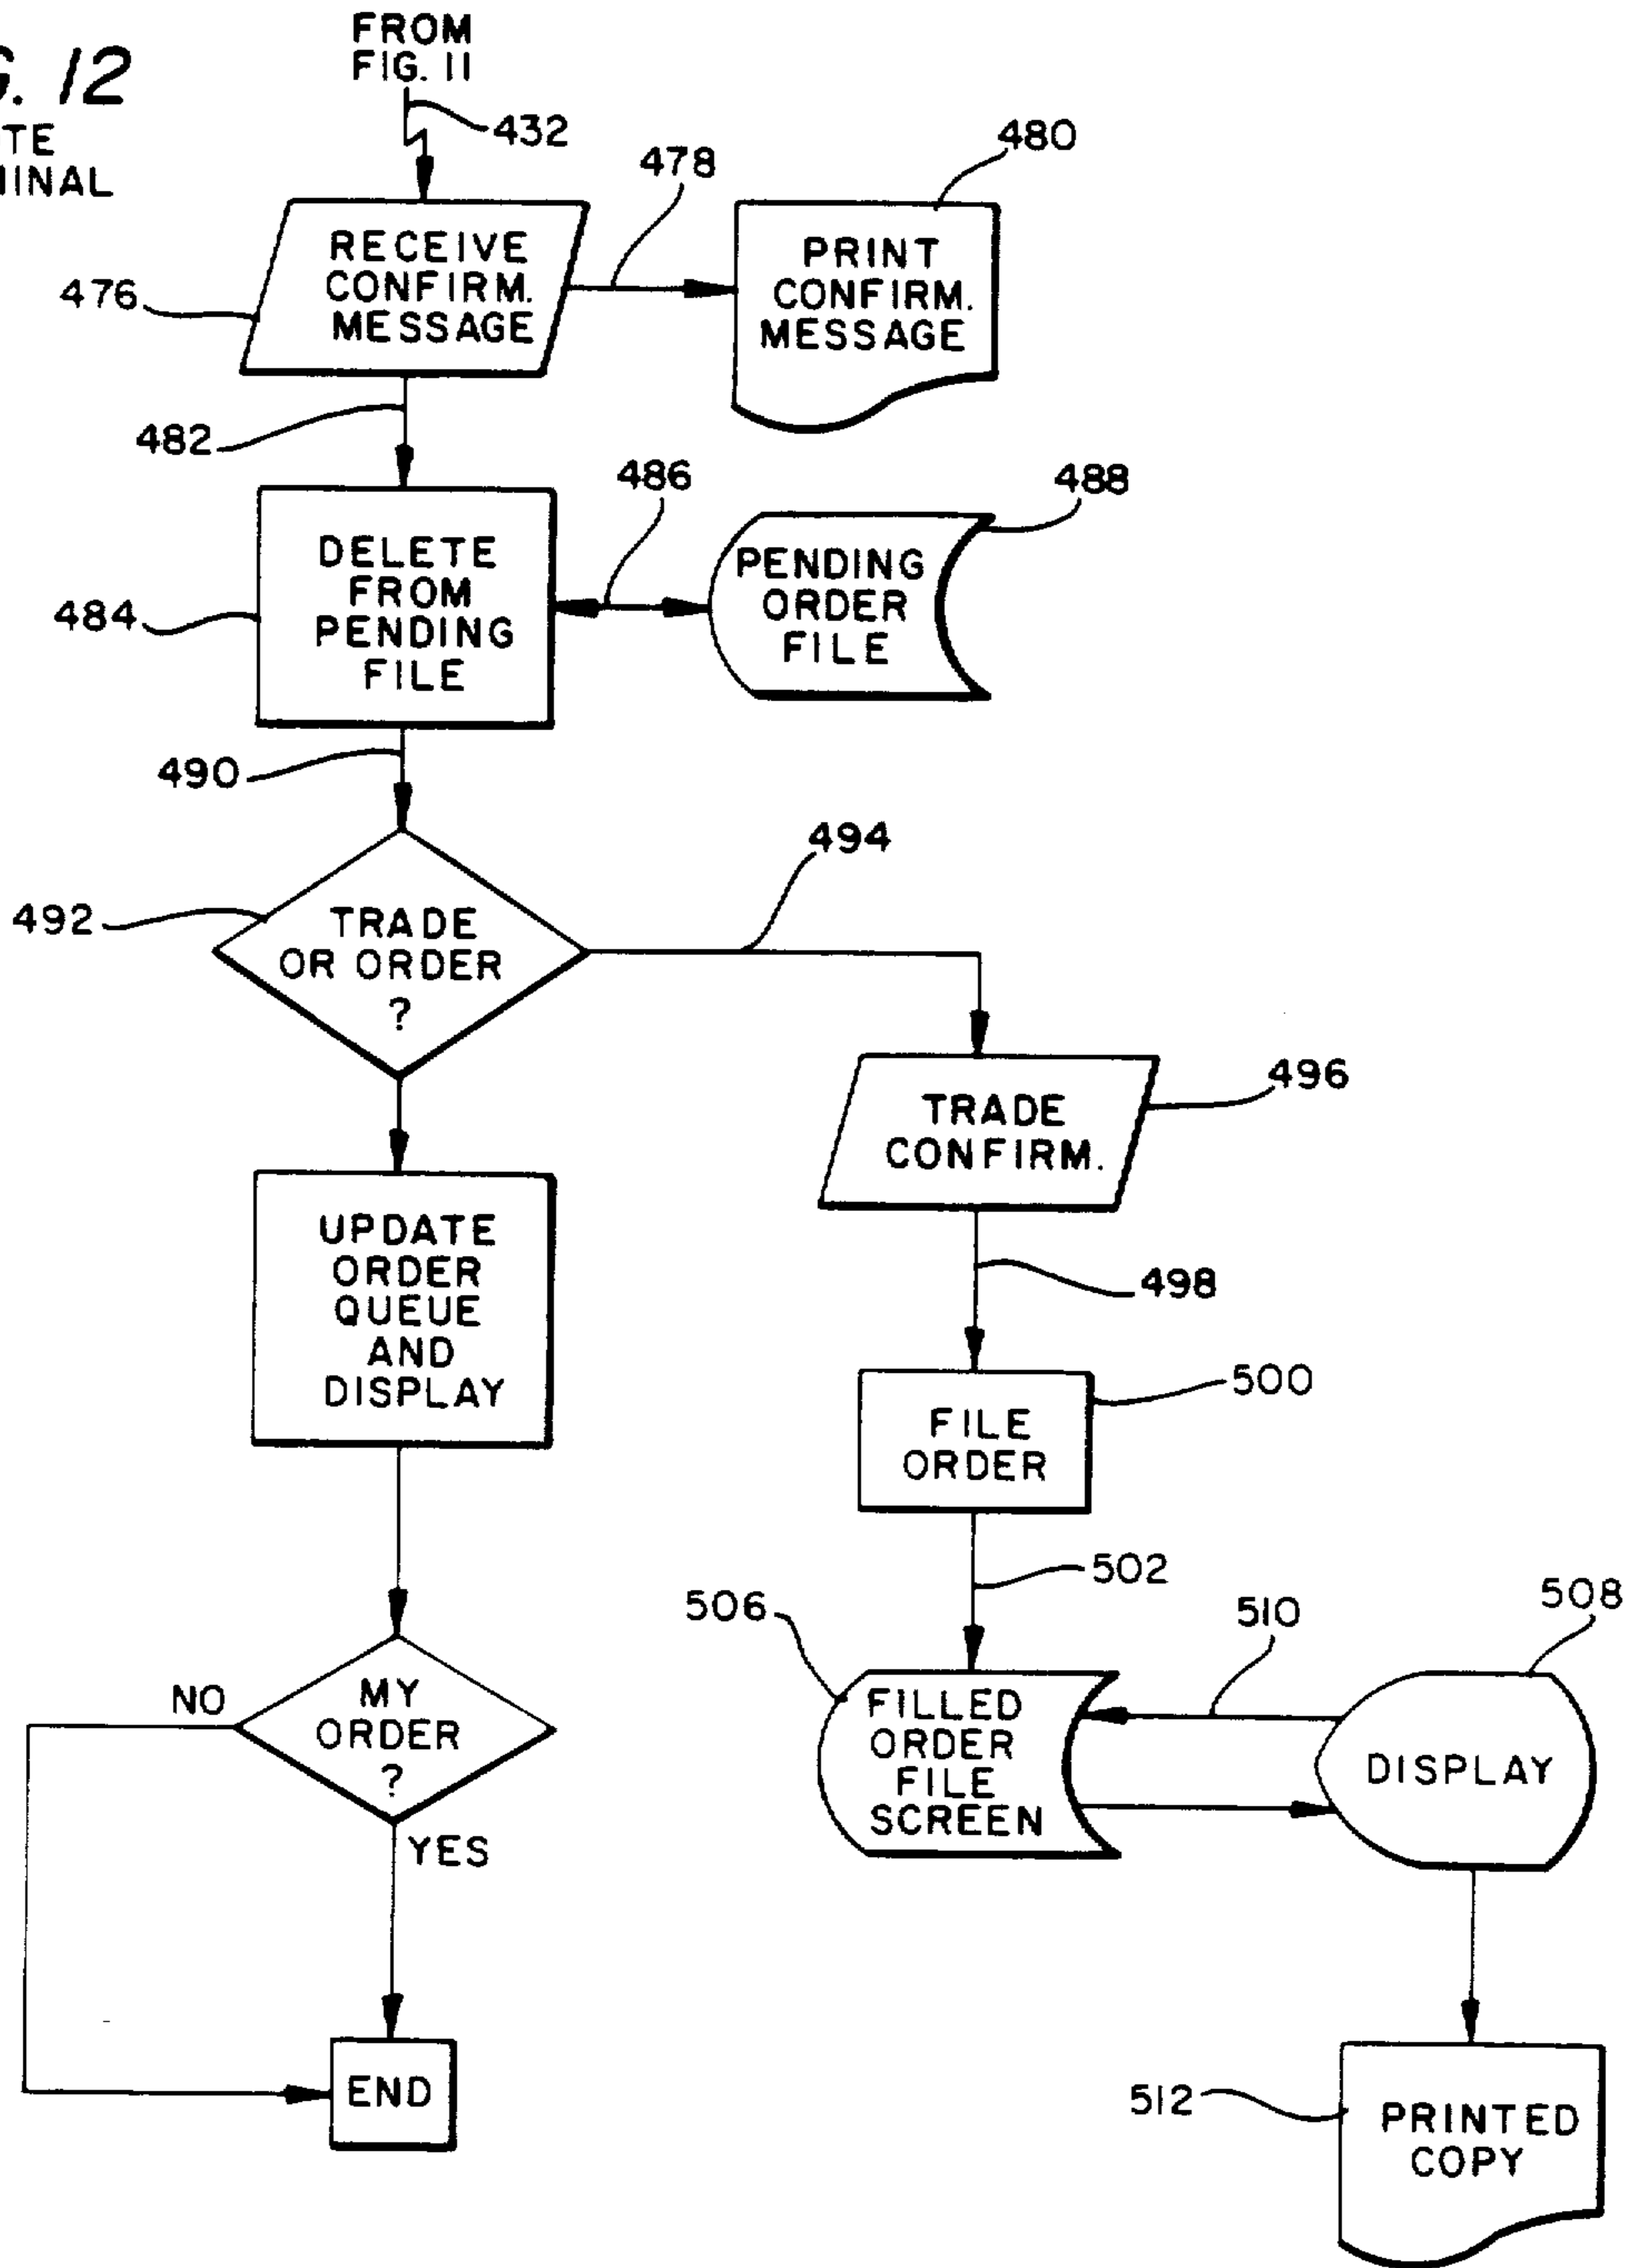 FROM
FIG. 11
12
432
478
480
RECEIVE
CONFIRM.
MESSAGE
476
PRINT
CONFIRM.
MESSAGE
482
486
488
DELETE
FROM
PENDING
FILE
484
PENDING
ORDER
FILE
490
494
492
TRADE
OR ORDER
?
496
TRADE
CONFIRM.
UPDATE
ORDER
QUEUE
AND
DISPLAY
498
500
FILE
ORDER
502
506
510
508
NO
MY
ORDER
?
YES
FILLED
ORDER
FILE
SCREEN
DISPLAY
END
512
PRINTED
COPY